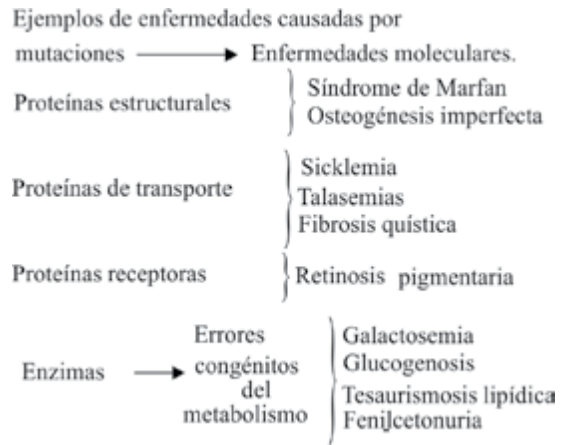 Ejemplos de enfermedades causadas por
mutaciones ⟶ Enfermedades moleculares.
Proteínas estructurales
Síndrome de Marfan
Osteogénesis imperfecta
Proteínas de transporte
Sicklemia
Talasemias
Fibrosis quística
Proteínas receptoras
Retinosis pigmentaria
Enzimas ⟶
Errores
congénitos
del
metabolismo
Galactosemia
Glucogenosis
Tesaurismosis lipídica
Fenilcetonuria